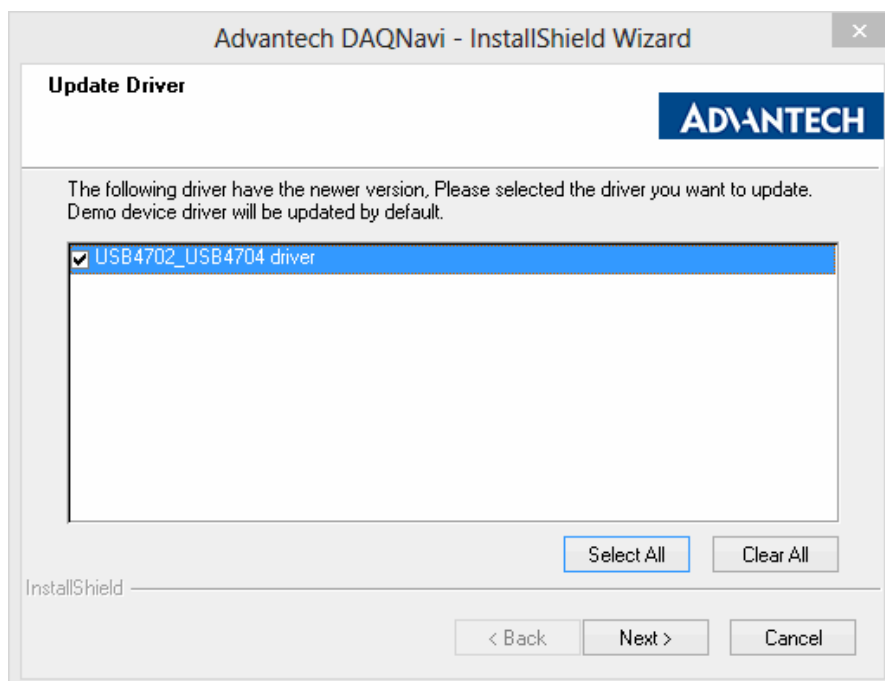 Advantech DAQNavi - InstallShield Wizard
Update Driver
ADVANTECH
The following driver have the newer version, Please selected the driver you want to update.
Demo device driver will be updated by default.
USB4702_USB4704 driver
Select All
Clear All
InstallShield
< Back
Next >
Cancel